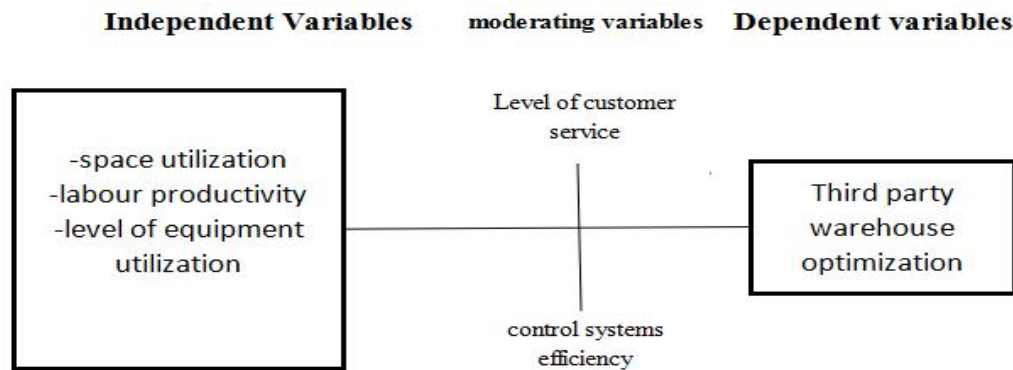 Independent Variables
moderating variables
Dependent variables
-space utilization
-labour productivity
-level of equipment
utilization
Level of customer
service
control systems
efficiency
Third party
warehouse
optimization